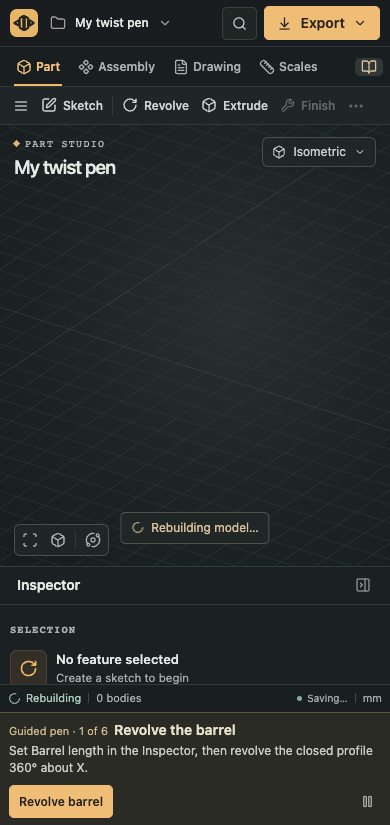 My twist pen
Export
Part Assembly Drawing Scales
Sketch Revolve Extrude Finish
PART STUDIO
My twist pen
Isometric
Rebuilding model...
Inspector
SELECTION
No feature selected
Create a sketch to begin
Rebuilding 0 bodies Saving... mm
Guided pen · 1 of 6 Revolve the barrel
Set Barrel length in the Inspector, then revolve the closed profile
360° about X.
Revolve barrel